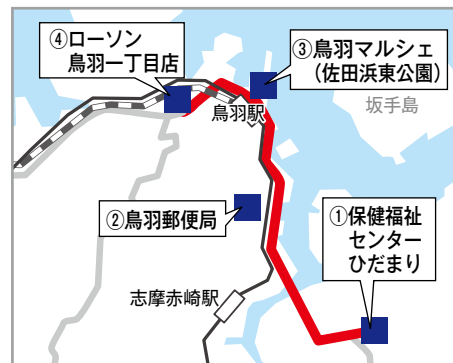 ④ローソン
鳥羽一丁目店
③鳥羽マルシェ
(佐田浜東公園)
坂手島
鳥羽駅
②鳥羽郵便局
①保健福祉
センター
ひだまり
志摩赤崎駅